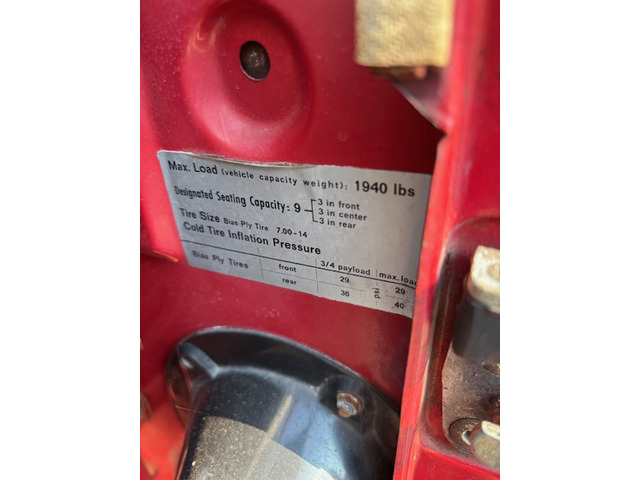 Max. Load (vehicle capacity weight): 1940 lbs
Designated Seating Capacity: 9
3 in front
3 in center
3 in rear
Tire Size Bias Ply Tire 7.00-14
Cold Tire Inflation Pressure
3/4 payload max. load
Bias Ply Tires front 29 psi 29
rear 36 40